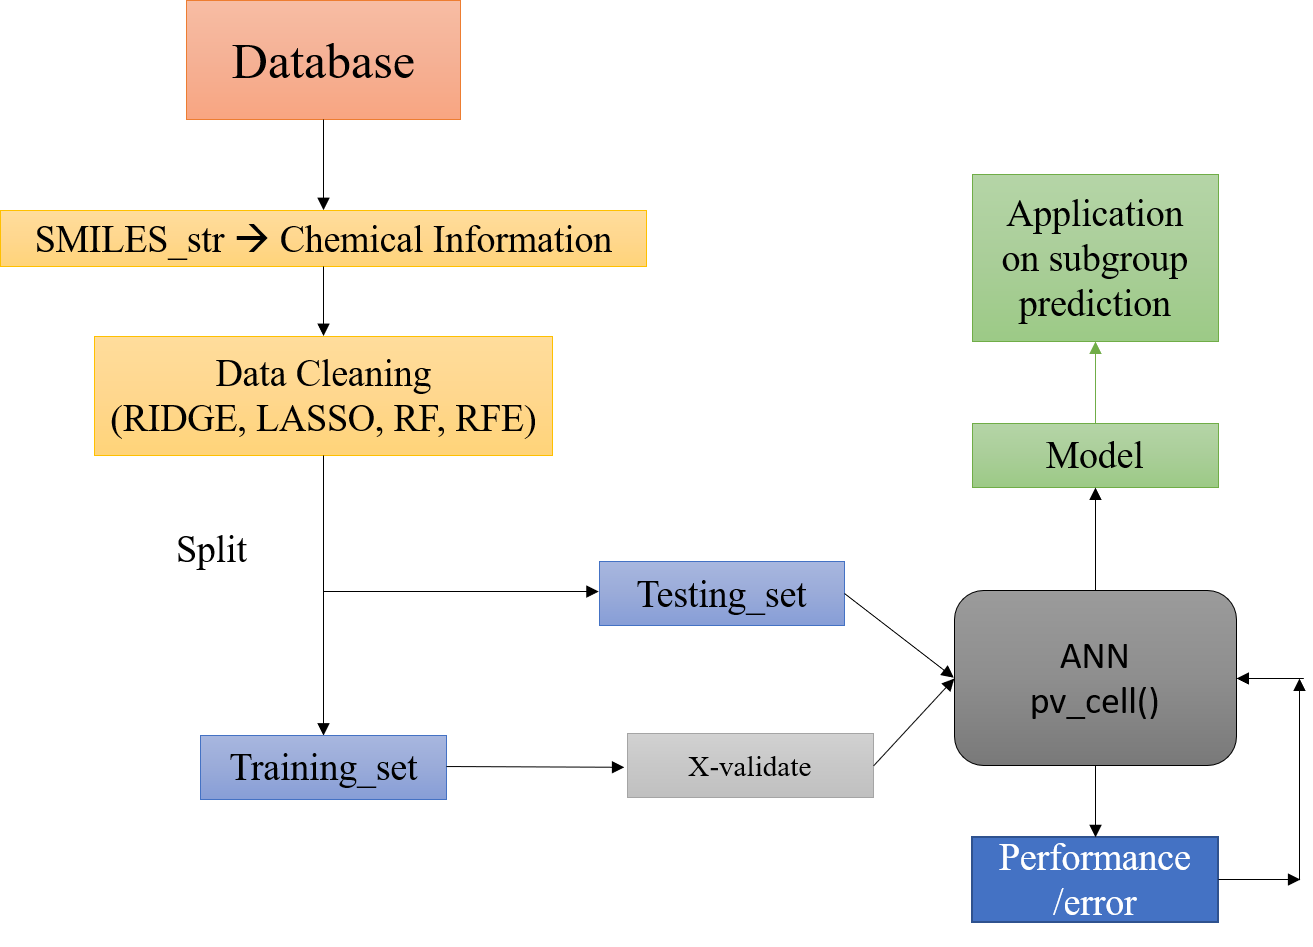 Database
SMILES_str → Chemical Information
Data Cleaning
(RIDGE, LASSO, RF, RFE)
Split
Testing_set
Training_set
X-validate
Application
on subgroup
prediction
Model
ANN
pv_cell()
Performance
/error